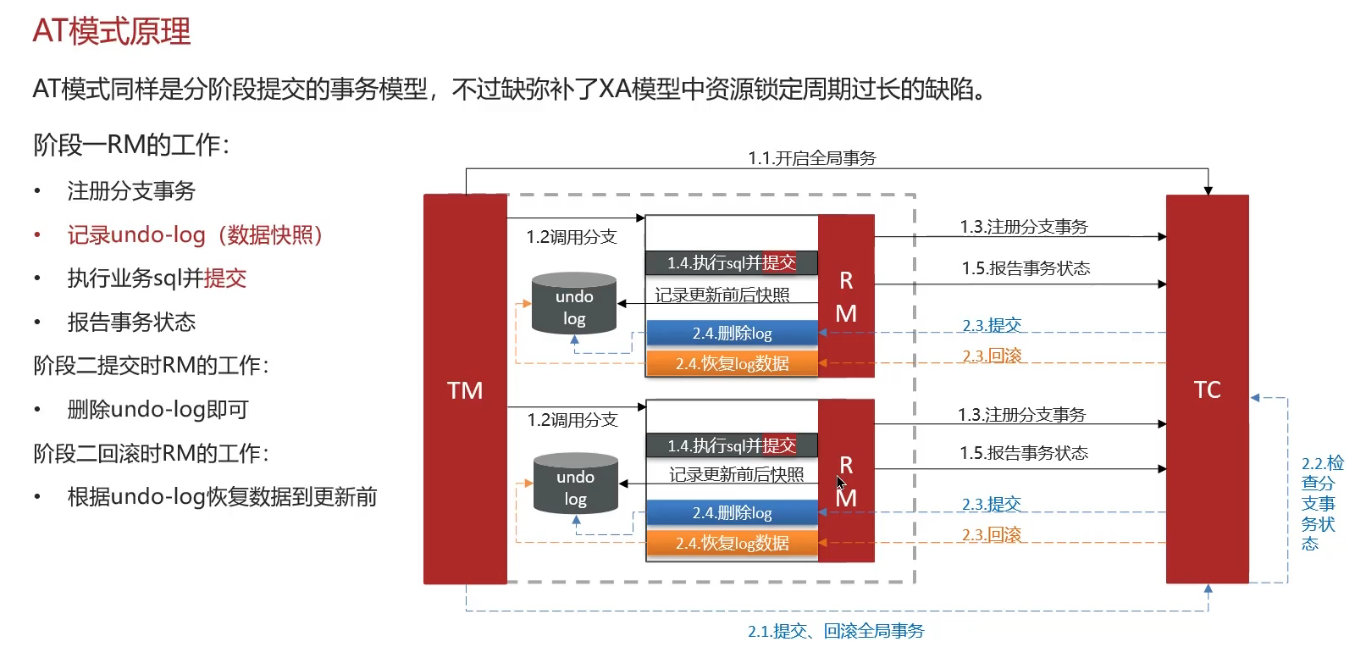 AT模式原理
AT模式同样是分阶段提交的事务模型，不过缺弥补了XA模型中资源锁定周期过长的缺陷。
阶段一RM的工作：
• 注册分支事务
• 记录undo-log（数据快照）
• 执行业务sql并提交
• 报告事务状态
阶段二提交时RM的工作：
• 删除undo-log即可
阶段二回滚时RM的工作：
• 根据undo-log恢复数据到更新前
1.1.开启全局事务
TM
1.2调用分支
1.4.执行sql并提交
记录更新前后快照
undo
log
2.4.删除log
2.4.恢复log数据
R
M
1.3.注册分支事务
1.5.报告事务状态
2.3.提交
2.3.回滚
1.2调用分支
1.4.执行sql并提交
记录更新前后快照
undo
log
2.4.删除log
2.4.恢复log数据
R
M
1.3.注册分支事务
1.5.报告事务状态
2.3.提交
2.3.回滚
TC
2.2.检
查分
支事
务状
态
2.1.提交、回滚全局事务